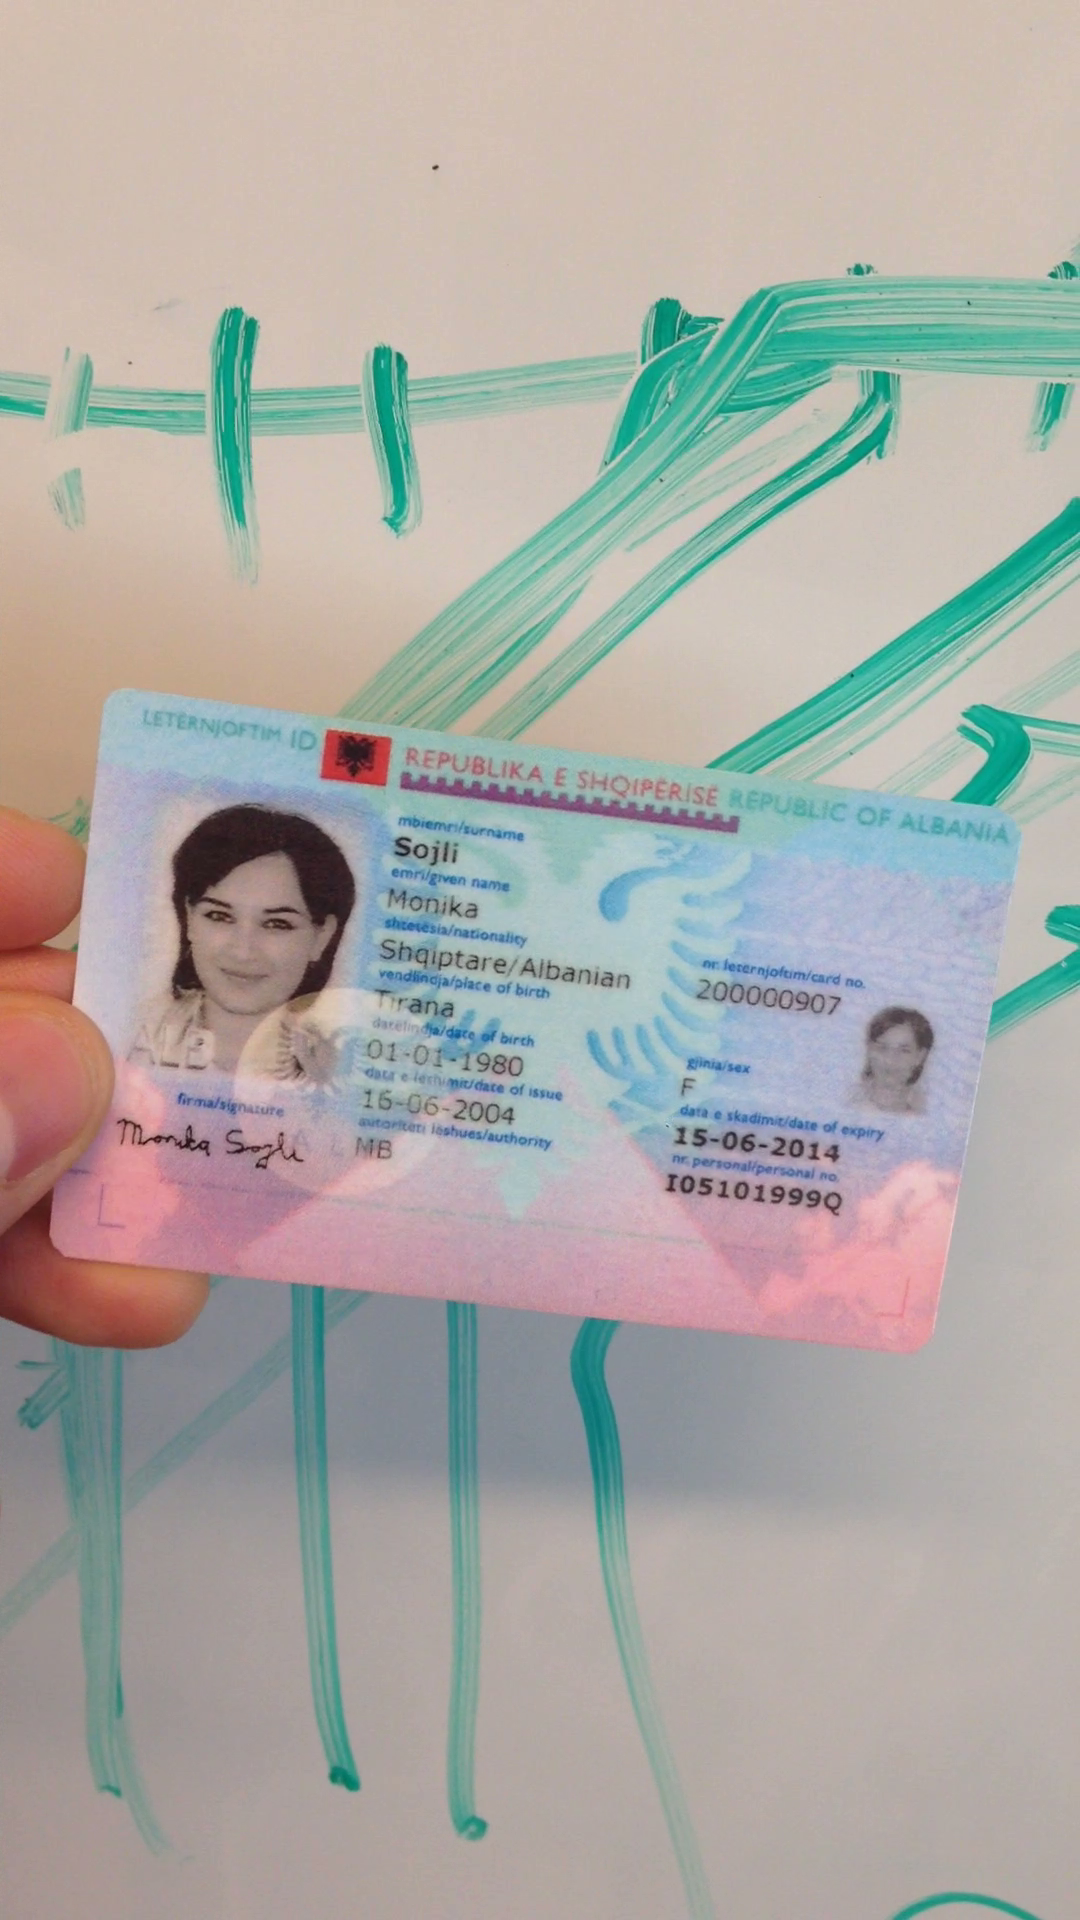 LETËRNJOFTIM ID REPUBLIKA E SHQIPËRISË REPUBLIC OF ALBANIA
mbiemri/surname
Sojli
emri/given name
Monika
shtetësia/nationality
Shqiptare/Albanian
vendlindja/place of birth
Tirana
datëlindja/date of birth
01-01-1980
data e lëshimit/date of issue
16-06-2004
autoriteti lëshues/authority
MB
nr. leternjoftim/card no.
200000907
gjinia/sex
F
data e skadimit/date of expiry
15-06-2014
nr. personal/personal no.
I05101999Q
ALB
firma/signature
Monika Sojli